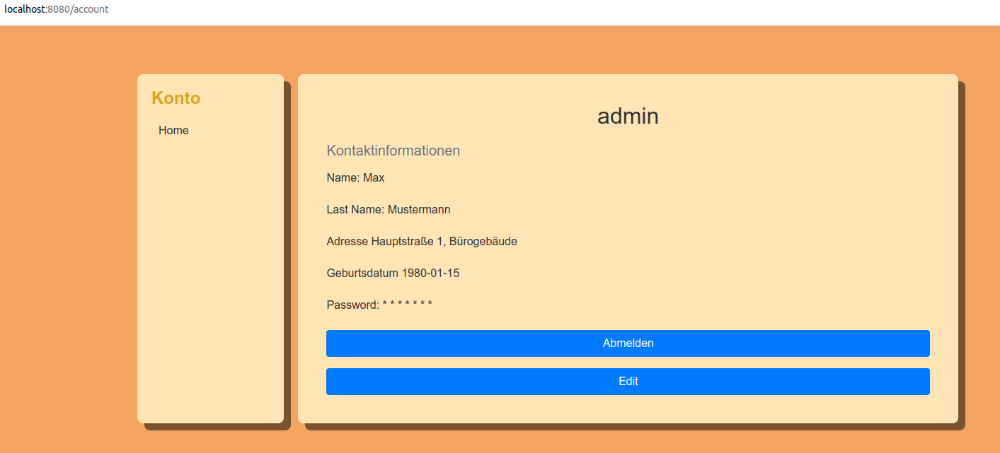 localhost:8080/account
Konto
Home
admin
Kontaktinformationen
Name: Max
Last Name: Mustermann
Adresse Hauptstraße 1, Bürogebäude
Geburtsdatum 1980-01-15
Password: * * * * * * *
Abmelden
Edit